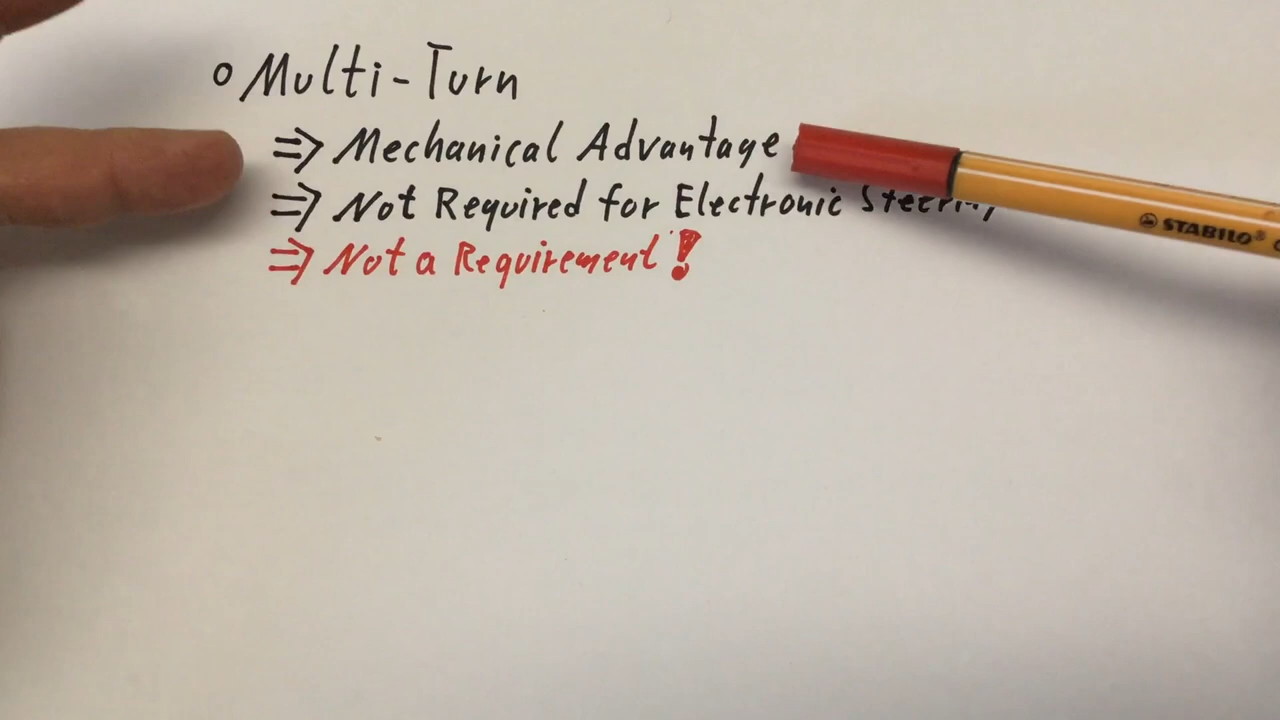 o Multi-Turn
⇒ Mechanical Advantage
⇒ Not Required for Electronic
⇒ Not a Requirement!
STABILO®